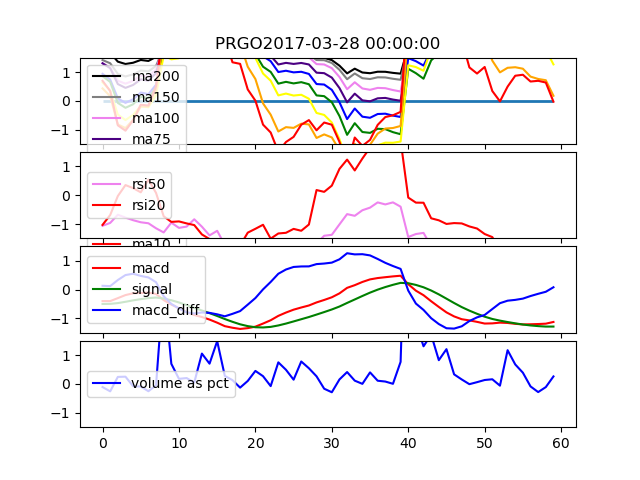 PRGO2017-03-28 00:00:00
1
0
−1
ma200
ma150
ma100
ma75
1
0
−1
rsi50
rsi20
ma10
1
0
−1
macd
signal
macd_diff
1
0
−1
volume as pct
0 10 20 30 40 50 60